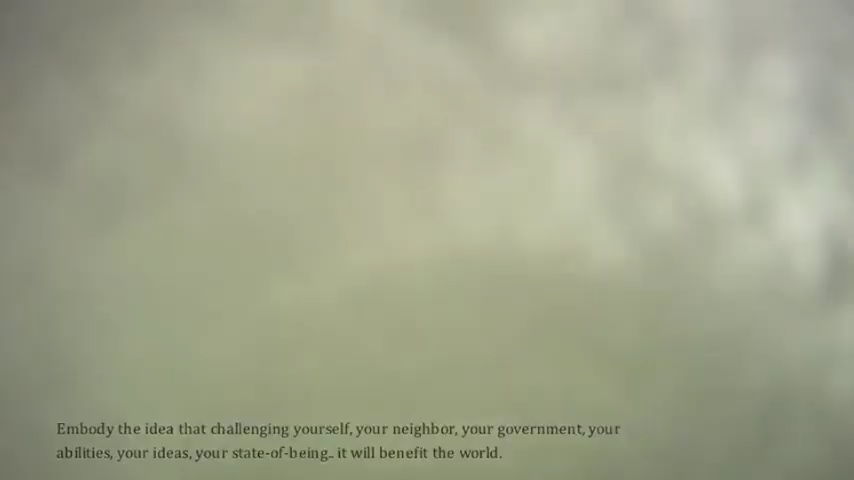 Embody the idea that challenging yourself, your neighbor, your government, your
abilities, your ideas, your state-of-being.. it will benefit the world.